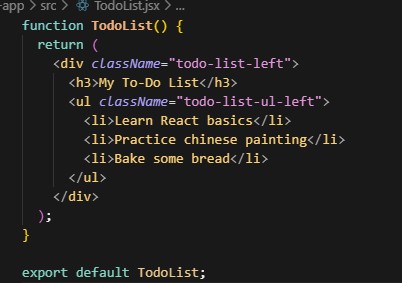 -app > src > TodoList.jsx > ...
function TodoList() {
  return (
    <div className="todo-list-left">
      <h3>My To-Do List</h3>
      <ul className="todo-list-ul-left">
        <li>Learn React basics</li>
        <li>Practice chinese painting</li>
        <li>Bake some bread</li>
      </ul>
    </div>
  );
}
export default TodoList;